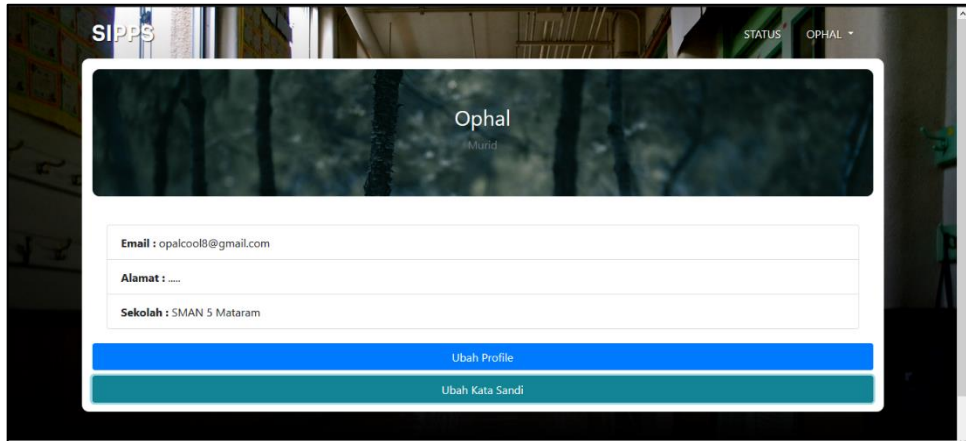 SIPPS
STATUS OPHAL
Ophal
Murid
Email : opalcool8@gmail.com
Alamat : .....
Sekolah : SMAN 5 Mataram
Ubah Profile
Ubah Kata Sandi